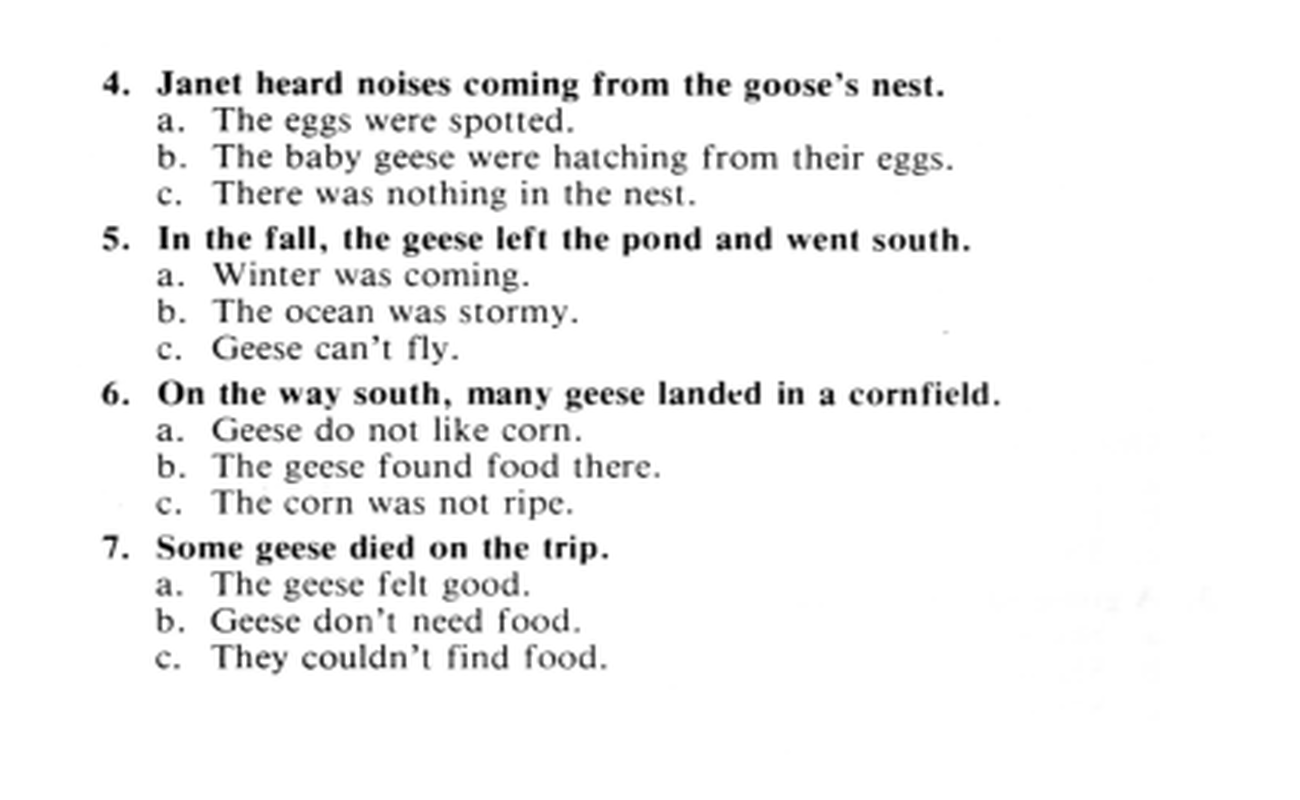 4. Janet heard noises coming from the goose's nest.
a. The eggs were spotted.
b. The baby geese were hatching from their eggs.
c. There was nothing in the nest.
5. In the fall, the geese left the pond and went south.
a. Winter was coming.
b. The ocean was stormy.
c. Geese can't fly.
6. On the way south, many geese landed in a cornfield.
a. Geese do not like corn.
b. The geese found food there.
c. The corn was not ripe.
7. Some geese died on the trip.
a. The geese felt good.
b. Geese don't need food.
c. They couldn't find food.